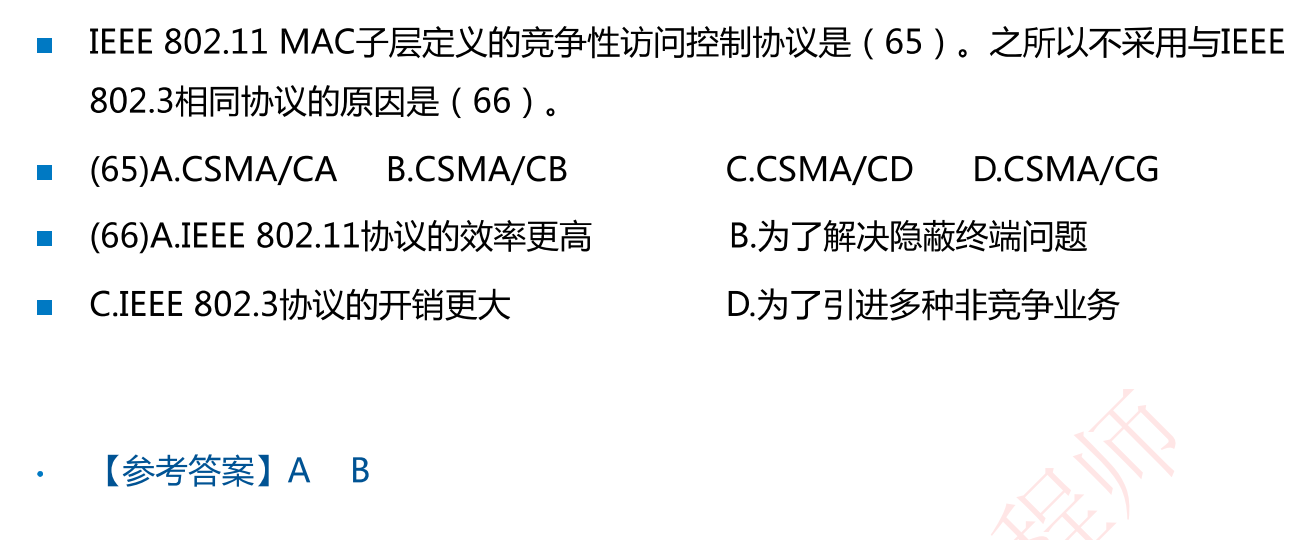 IEEE 802.11 MAC子层定义的竞争性访问控制协议是（65）。之所以不采用与IEEE
802.3相同协议的原因是（66）。
(65)A.CSMA/CA B.CSMA/CB C.CSMA/CD D.CSMA/CG
(66)A.IEEE 802.11协议的效率更高 B.为了解决隐蔽终端问题
C.IEEE 802.3协议的开销更大 D.为了引进多种非竞争业务
【参考答案】A B
程师